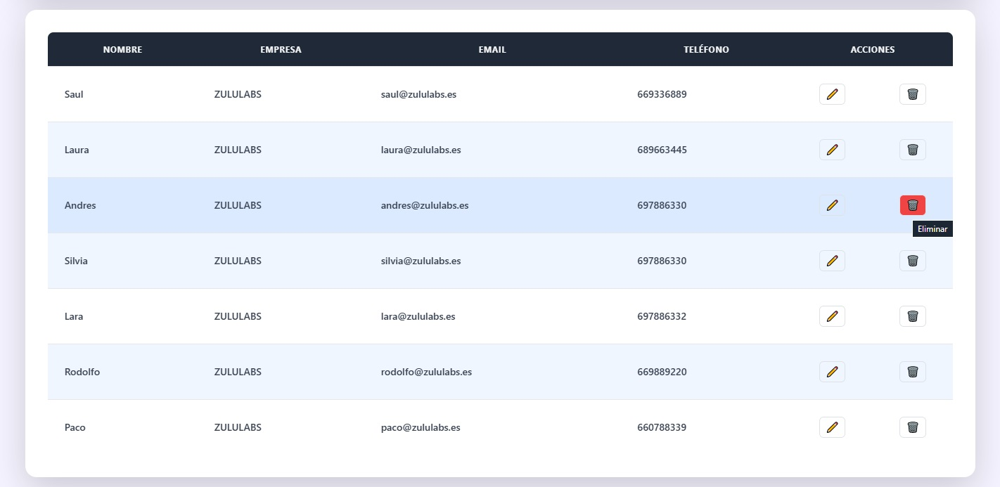 NOMBRE EMPRESA EMAIL TELÉFONO ACCIONES
Saul ZULULABS saul@zululabs.es 669336889
Laura ZULULABS laura@zululabs.es 689663445
Andres ZULULABS andres@zululabs.es 697886330
Eliminar
Silvia ZULULABS silvia@zululabs.es 697886330
Lara ZULULABS lara@zululabs.es 697886332
Rodolfo ZULULABS rodolfo@zululabs.es 669889220
Paco ZULULABS paco@zululabs.es 660788339